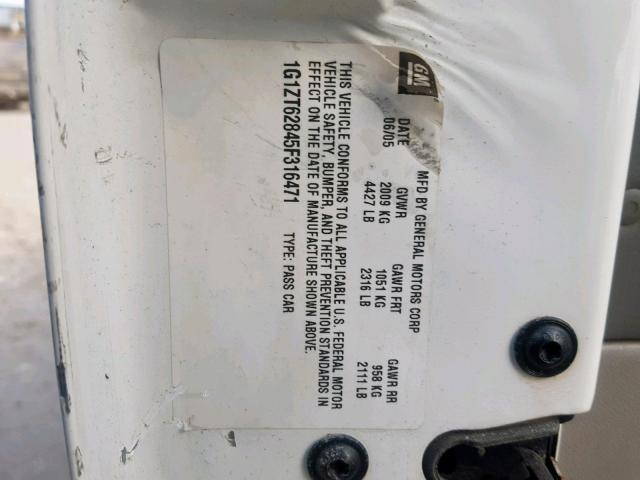 GM
MFD BY GENERAL MOTORS CORP
DATE GVWR GAWR FRT GAWR RR
06/05 2009 KG 1051 KG 958 KG
4427 LB 2316 LB 2111 LB
THIS VEHICLE CONFORMS TO ALL APPLICABLE U.S. FEDERAL MOTOR
VEHICLE SAFETY, BUMPER, AND THEFT PREVENTION STANDARDS IN
EFFECT ON THE DATE OF MANUFACTURE SHOWN ABOVE.
1G1ZT62845F316471 TYPE: PASS CAR